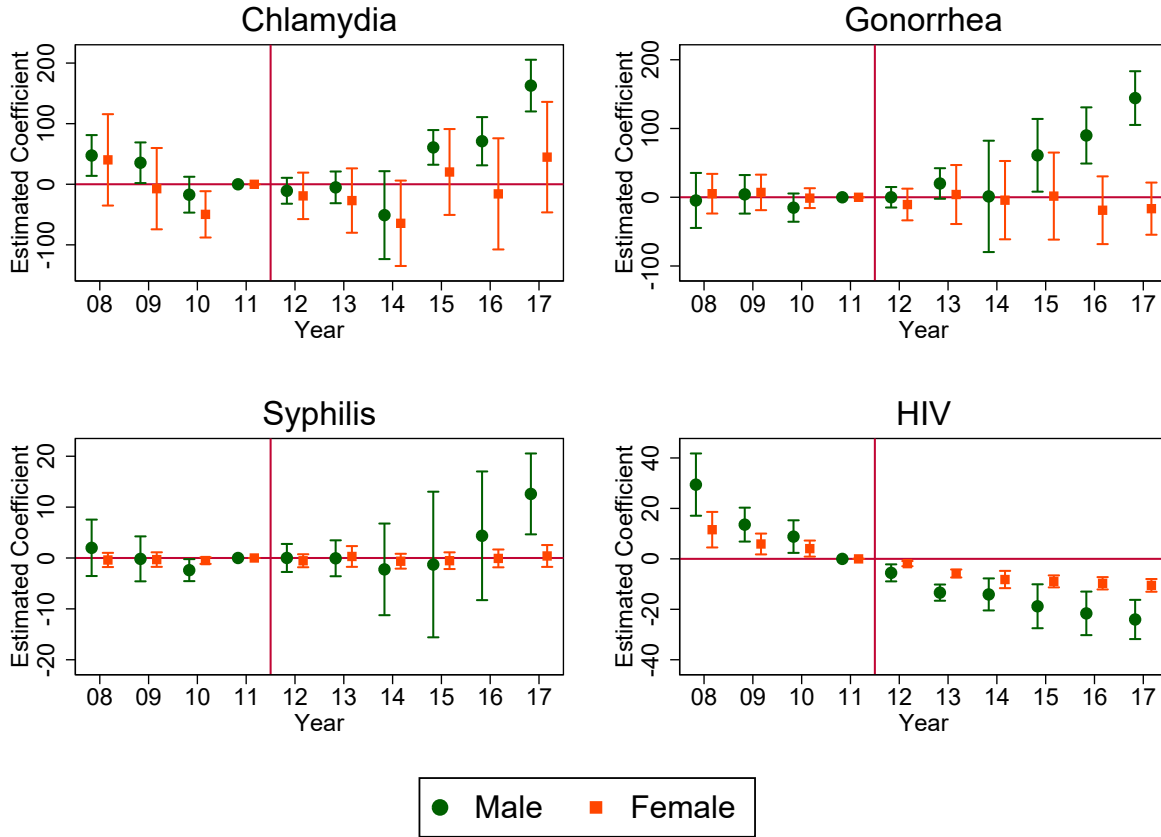 Chlamydia
Estimated Coefficient
200
100
0
-100
08 09 10 11 12 13 14 15 16 17
Year
Gonorrhea
Estimated Coefficient
200
100
0
-100
08 09 10 11 12 13 14 15 16 17
Year
Syphilis
Estimated Coefficient
20
10
0
-10
-20
08 09 10 11 12 13 14 15 16 17
Year
HIV
Estimated Coefficient
40
20
0
-20
-40
08 09 10 11 12 13 14 15 16 17
Year
Male Female